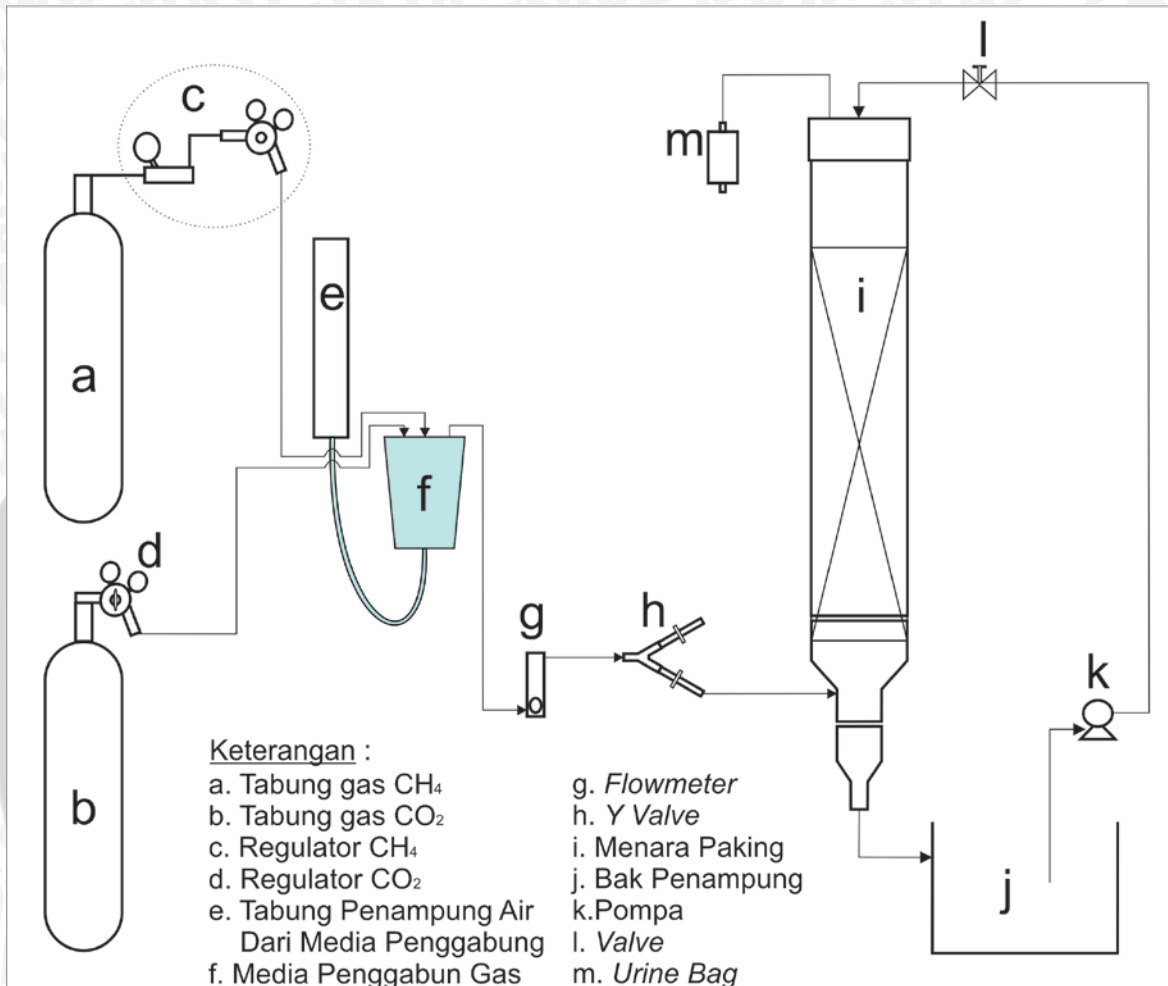 c
l
m
e
i
a
f
d
g
h
k
b
j
Keterangan :
a. Tabung gas CH₄
b. Tabung gas CO₂
c. Regulator CH₄
d. Regulator CO₂
e. Tabung Penampung Air
Dari Media Penggabung
f. Media Penggabun Gas
g. Flowmeter
h. Y Valve
i. Menara Paking
j. Bak Penampung
k.Pompa
l. Valve
m. Urine Bag